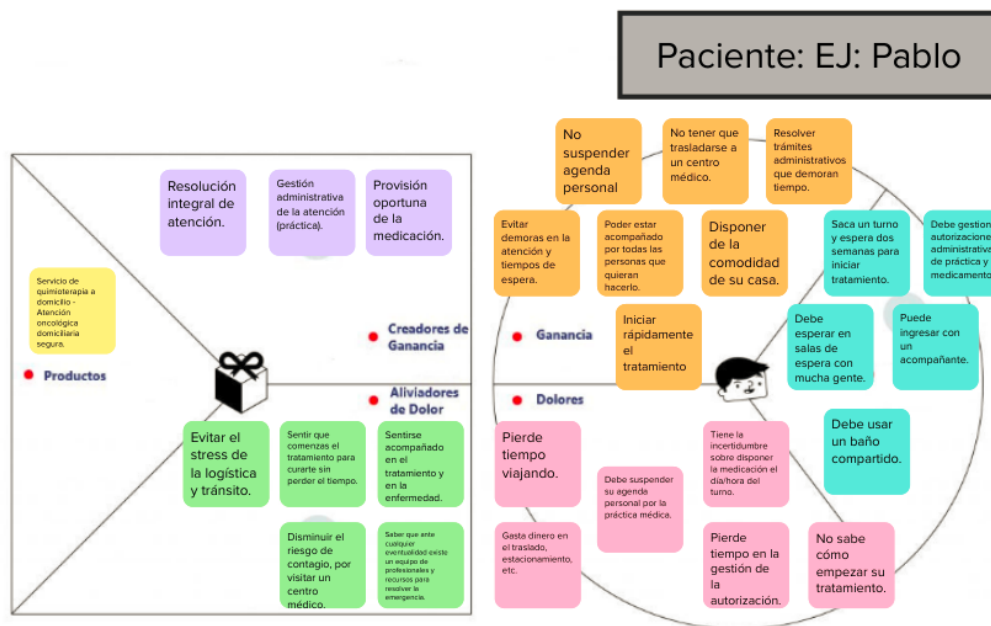 Paciente: EJ: Pablo
Resolución
integral de
atención.
Gestión
administrativa
de la atención
(práctica).
Provisión
oportuna
de la
medicación.
Servicio de
quimioterapia a
domicilio -
Atención
oncológica
domiciliaria
segura.
Productos
Creadores de
Ganancia
Aliviadores
de Dolor
Evitar el
stress de
la logística
y tránsito.
Sentir que
comenzas el
tratamiento para
curarte sin
perder el tiempo.
Sentirse
acompañado
en el
tratamiento y
en la
enfermedad.
Disminuir el
riesgo de
contagio, por
visitar un
centro
médico.
Saber que ante
cualquier
eventualidad existe
un equipo de
profesionales y
recursos para
resolver la
emergencia.
No
suspender
agenda
personal
No tener que
trasladarse a
un centro
médico.
Resolver
trámites
administrativos
que demoran
tiempo.
Evitar
demoras en la
atención y
tiempos de
espera.
Poder estar
acompañado
por todas las
personas que
quieran
hacerlo.
Disponer
de la
comodidad
de su casa.
Iniciar
rápidamente
el
tratamiento
Ganancia
Dolores
Saca un turno
y espera dos
semanas para
iniciar
tratamiento.
Debe gestion
autorizacione
administrativa
de práctica y
medicamento
Debe
esperar en
salas de
espera con
mucha gente.
Puede
ingresar con
un
acompañante.
Debe usar
un baño
compartido.
Pierde
tiempo
viajando.
Debe suspender
su agenda
personal por la
práctica médica.
Tiene la
incertidumbre
sobre disponer
la medicación el
dia/hora del
turno.
Gasta dinero en
el traslado,
estacionamiento,
etc.
Pierde
tiempo en la
gestión de
la
autorización.
No sabe
cómo
empezar su
tratamiento.